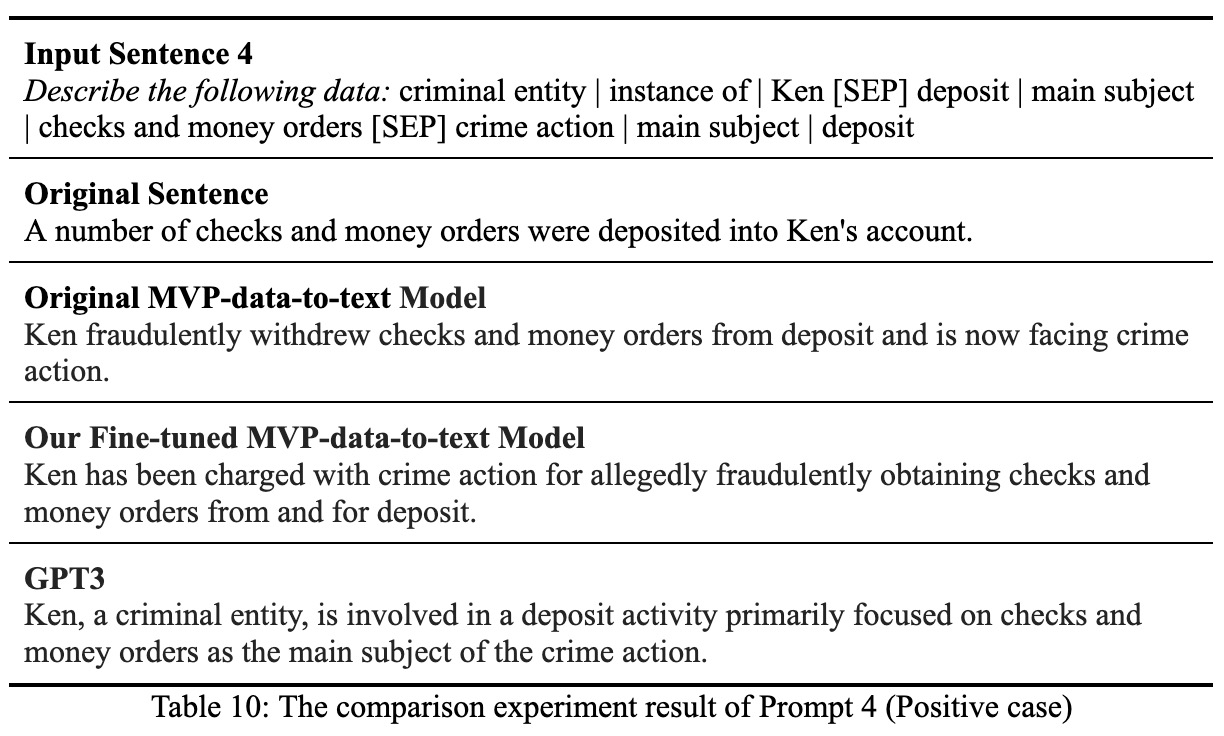 Input Sentence 4
Describe the following data: criminal entity | instance of | Ken [SEP] deposit | main subject
| checks and money orders [SEP] crime action | main subject | deposit
Original Sentence
A number of checks and money orders were deposited into Ken's account.
Original MVP-data-to-text Model
Ken fraudulently withdrew checks and money orders from deposit and is now facing crime
action.
Our Fine-tuned MVP-data-to-text Model
Ken has been charged with crime action for allegedly fraudulently obtaining checks and
money orders from and for deposit.
GPT3
Ken, a criminal entity, is involved in a deposit activity primarily focused on checks and
money orders as the main subject of the crime action.
Table 10: The comparison experiment result of Prompt 4 (Positive case)